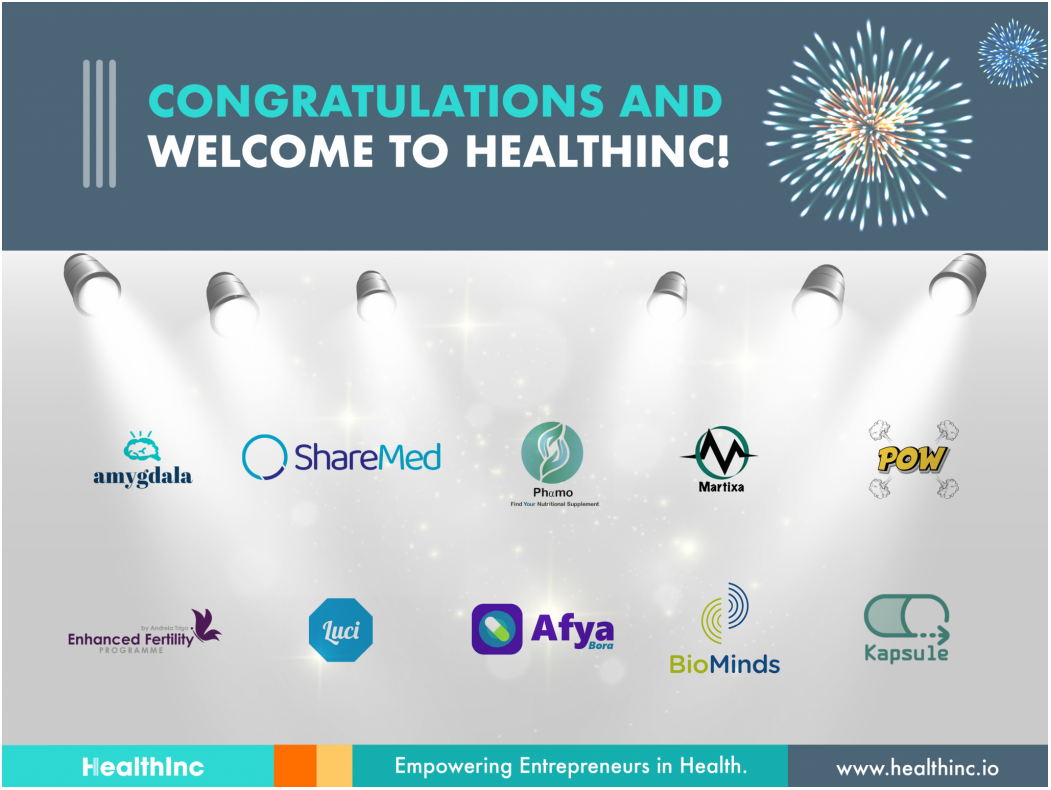 CONGRATULATIONS AND
WELCOME TO HEALTHINC!
amygdala
ShareMed
Phαmo
Find Your Nutritional Supplement
Martixa
POW
by Andreia Trigo
Enhanced Fertility
PROGRAMME
Luci
Afya
Bora
BioMinds
Kapsule
HealthInc
Empowering Entrepreneurs in Health.
www.healthinc.io